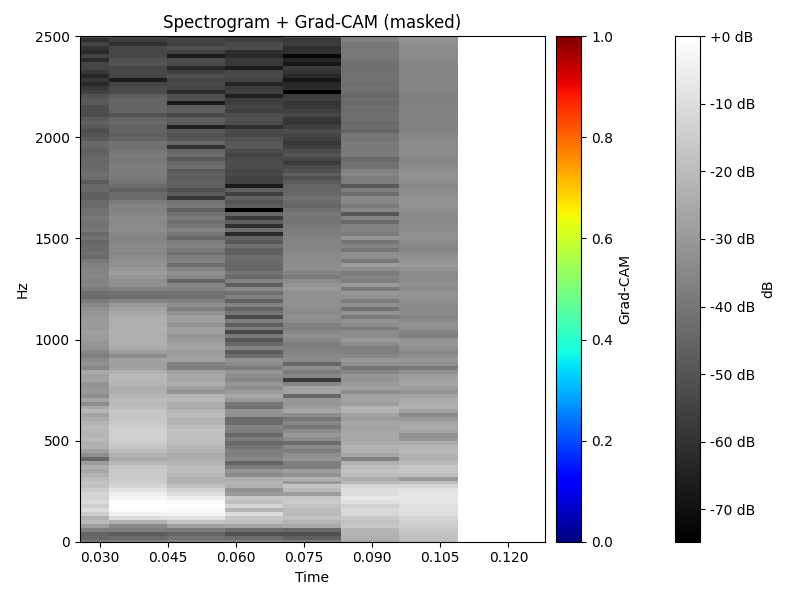 Spectrogram + Grad-CAM (masked)
2500
2000
1500
1000
500
0
Hz
0.030 0.045 0.060 0.075 0.090 0.105 0.120
Time
1.0
0.8
0.6
0.4
0.2
0.0
Grad-CAM
+0 dB
-10 dB
-20 dB
-30 dB
-40 dB
-50 dB
-60 dB
-70 dB
dB